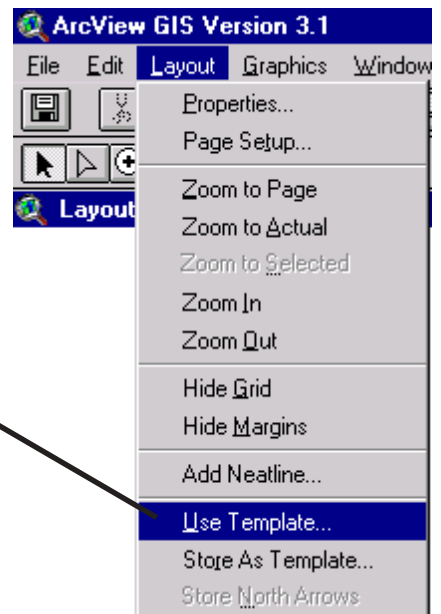 ArcView GIS Version 3.1
File Edit Layout Graphics Window
Layout
Properties...
Page Setup...
Zoom to Page
Zoom to Actual
Zoom to Selected
Zoom In
Zoom Out
Hide Grid
Hide Margins
Add Neatline...
Use Template...
Store As Template...
Store North Arrows